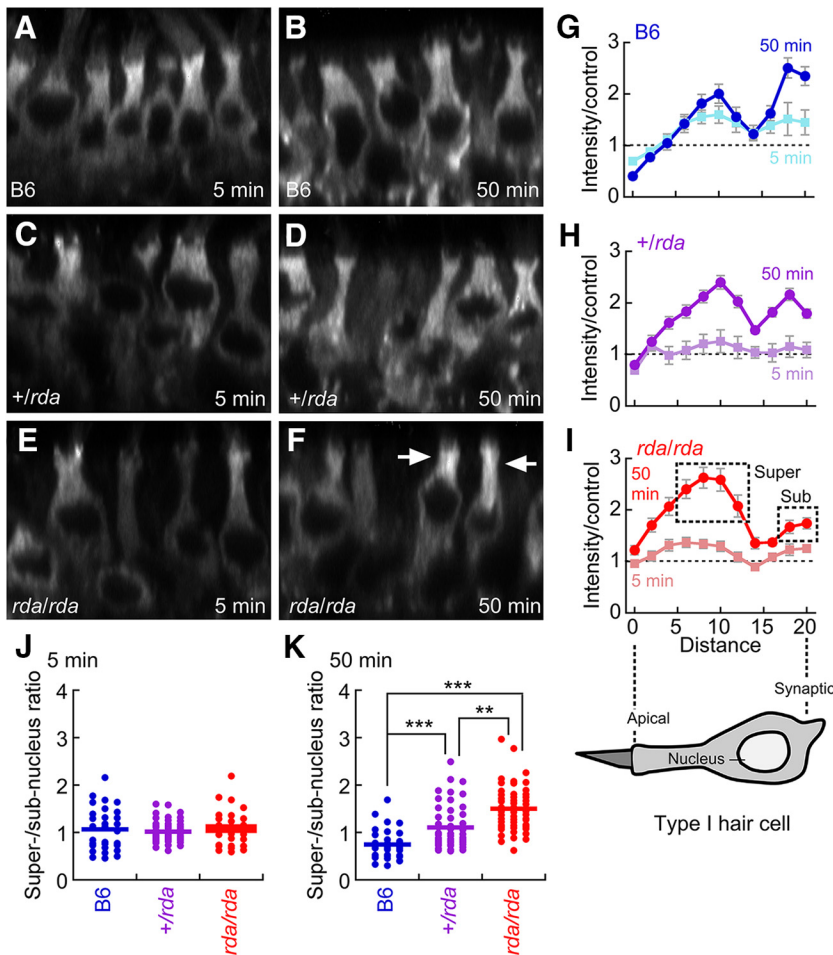 A
B6
5 min
B
B6
50 min
C
+/rda
5 min
D
+/rda
50 min
E
rda/rda
5 min
F
rda/rda
50 min
G
B6
3
2
1
0
Intensity/control
50 min
5 min
H
+/rda
3
2
1
0
Intensity/control
50 min
5 min
I
rda/rda
3
2
1
0
Intensity/control
50
min
5 min
Super
Sub
0
5
10
15
20
Distance
Apical
Synaptic
Nucleus
Type I hair cell
J
5 min
Super-/sub-nucleus ratio
4
3
2
1
0
B6
+/rda
rda/rda
K
50 min
Super-/sub-nucleus ratio
4
3
2
1
0
***
***
**
B6
+/rda
rda/rda